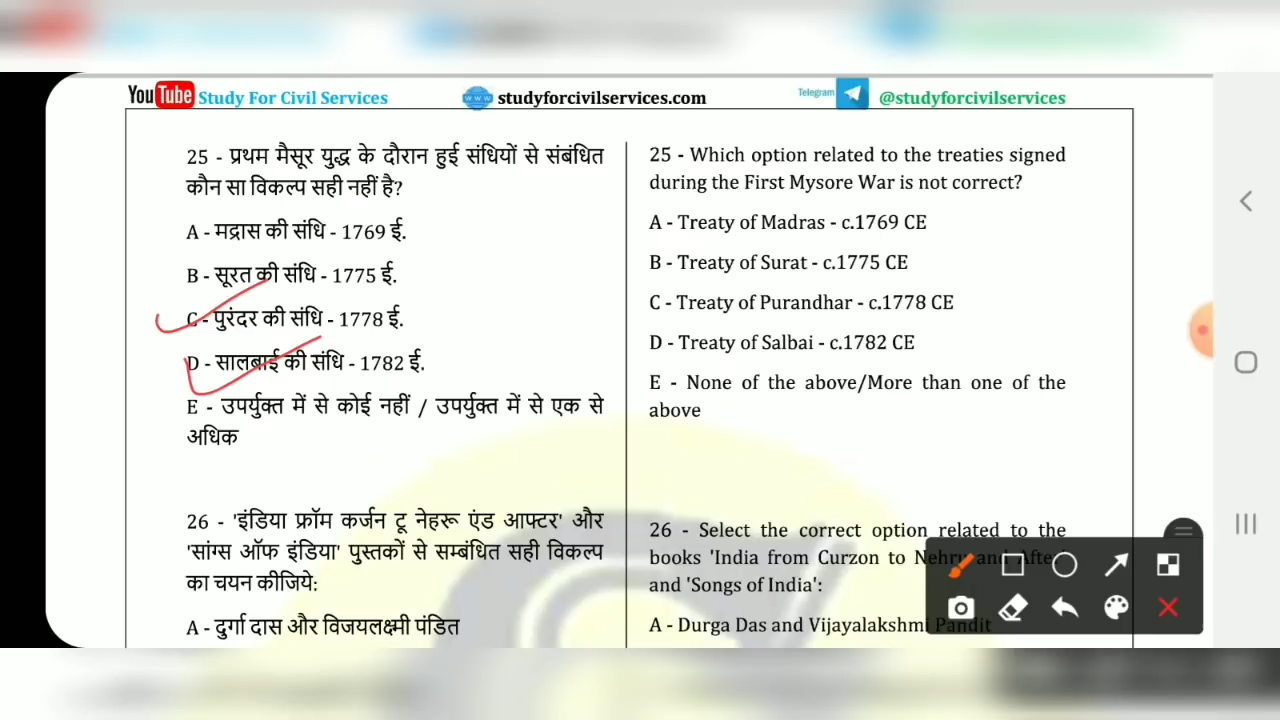 YouTube Study For Civil Services
www studyforcivilservices.com
Telegram @studyforcivilservices
25 - प्रथम मैसूर युद्ध के दौरान हुई संधियों से संबंधित
कौन सा विकल्प सही नहीं है?
A - मद्रास की संधि - 1769 ई.
B - सूरत की संधि - 1775 ई.
C - पुरंदर की संधि - 1778 ई.
D - सालबाई की संधि - 1782 ई.
E - उपर्युक्त में से कोई नहीं / उपर्युक्त में से एक से
अधिक
26 - 'इंडिया फ्रॉम कर्जन टू नेहरू एंड आफ्टर' और
'सांग्स ऑफ इंडिया' पुस्तकों से सम्बंधित सही विकल्प
का चयन कीजिये:
A - दुर्गा दास और विजयलक्ष्मी पंडित
25 - Which option related to the treaties signed
during the First Mysore War is not correct?
A - Treaty of Madras - c.1769 CE
B - Treaty of Surat - c.1775 CE
C - Treaty of Purandhar - c.1778 CE
D - Treaty of Salbai - c.1782 CE
E - None of the above/More than one of the
above
26 - Select the correct option related to the
books 'India from Curzon to Nehru and After'
and 'Songs of India':
A - Durga Das and Vijayalakshmi Pandit